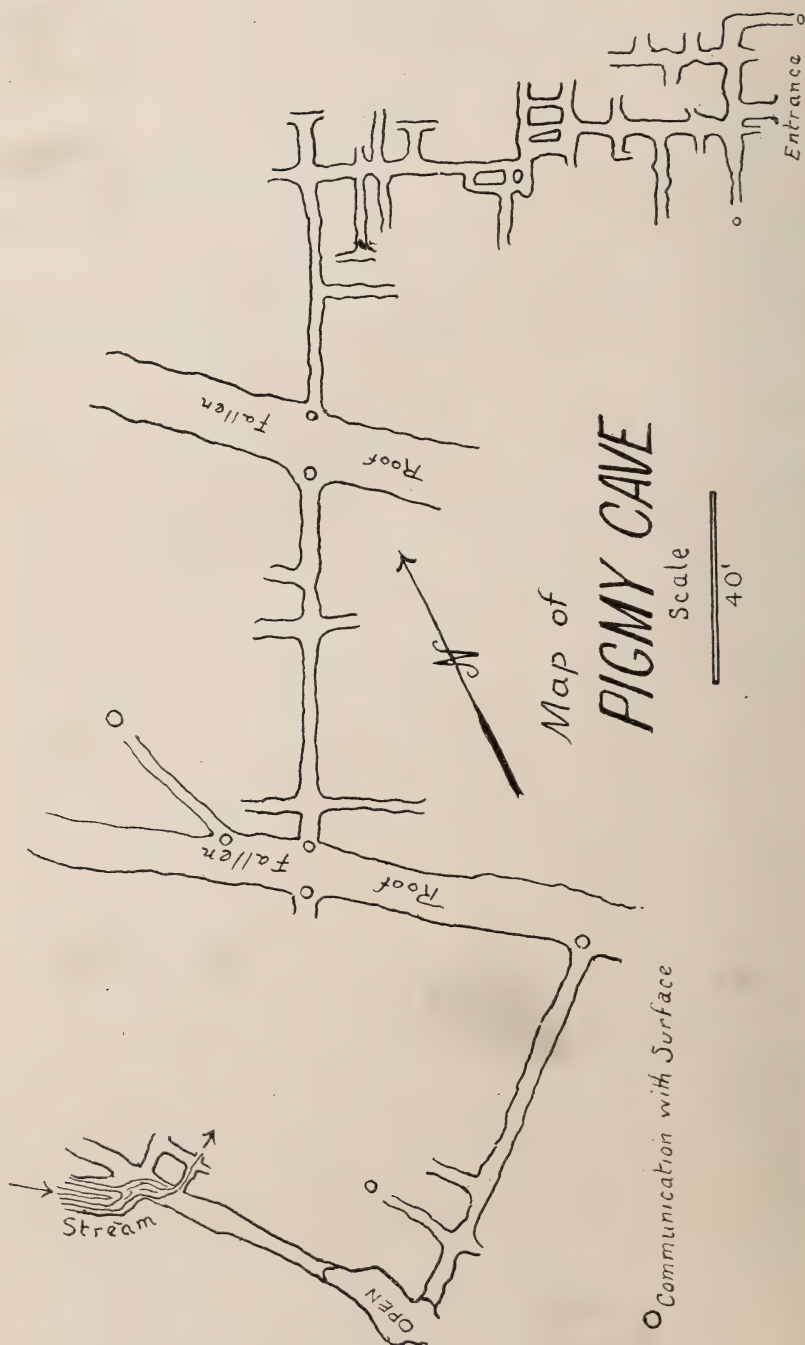 Stream
Fallen
Roof
Fallen
Roof
OPEN
N
Map of
PIGMY CAVE
Scale
40'
Communication with Surface
Entrance